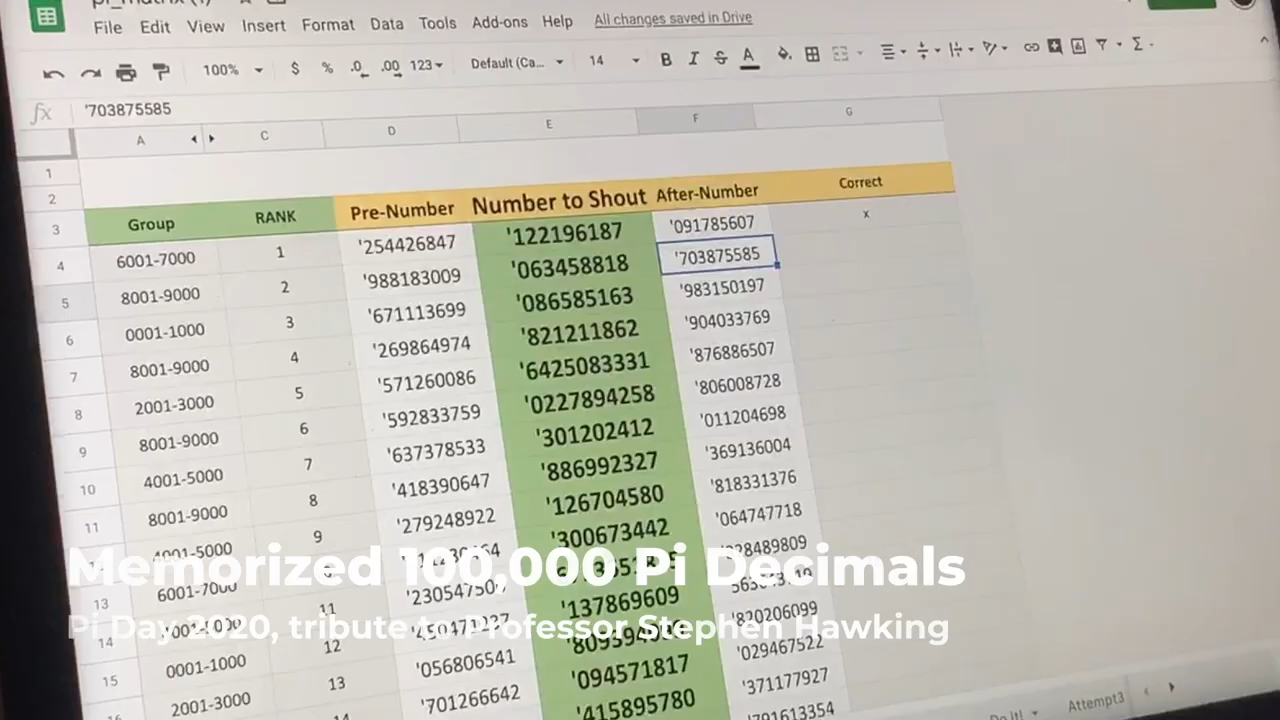 File Edit View Insert Format Data Tools Add-ons Help All changes saved in Drive
100% $ % .0 .00 123 Default (Ca... 14 B I S A
fx '703875585
A C D E F G
1
2
3
4
5
6
7
8
9
10
11
13
14
15
Group RANK Pre-Number Number to Shout After-Number Correct
6001-7000 1 '254426847 '122196187 '091785607 x
8001-9000 2 '988183009 '063458818 '703875585
0001-1000 3 '671113699 '086585163 '983150197
8001-9000 4 '269864974 '821211862 '904033769
2001-3000 5 '571260086 '6425083331 '876886507
8001-9000 6 '592833759 '0227894258 '806008728
4001-5000 7 '637378533 '301202412 '011204698
8001-9000 8 '418390647 '886992327 '369136004
4001-5000 9 '279248922 '126704580 '818331376
6001-7000 '300673442 '064747718
11 '23054750 '137869609
12 '820206099
0001-1000 13 '056806541 '094571817 '029467522
2001-3000 '701266642 '415895780 '371177927
Memorized 100,000 Pi Decimals
Pi Day 2020, tribute to Professor Stephen Hawking
Attempt3